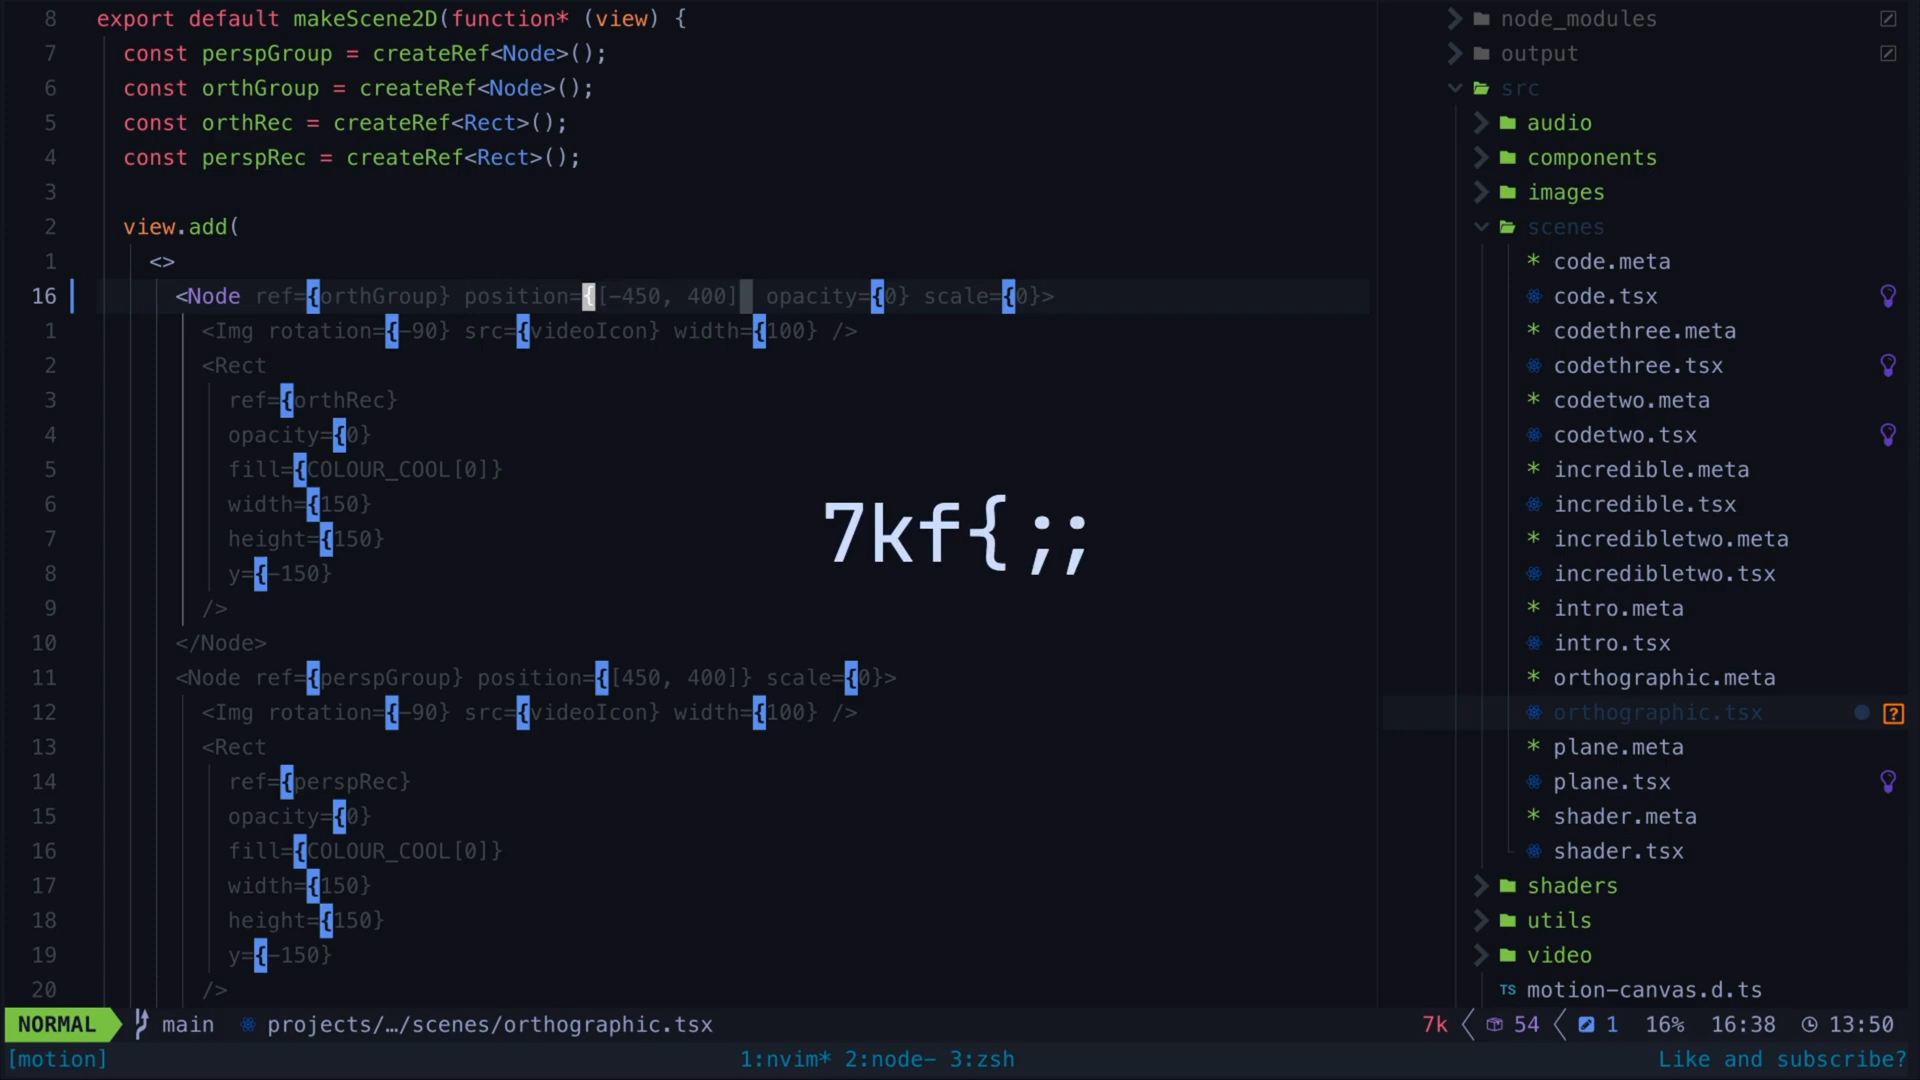 8 export default makeScene2D(function* (view) {
7 const perspGroup = createRef<Node>();
6 const orthGroup = createRef<Node>();
5 const orthRec = createRef<Rect>();
4 const perspRec = createRef<Rect>();
3
2 view.add(
1 <>
16 <Node ref={orthGroup} position={[-450, 400] opacity={0} scale={0}>
1 <Img rotation={-90} src={videoIcon} width={100} />
2 <Rect
3 ref={orthRec}
4 opacity={0}
5 fill={COLOUR_COOL[0]}
6 width={150}
7 height={150}
8 y={-150}
9 />
10 </Node>
11 <Node ref={perspGroup} position={[450, 400]} scale={0}>
12 <Img rotation={-90} src={videoIcon} width={100} />
13 <Rect
14 ref={perspRec}
15 opacity={0}
16 fill={COLOUR_COOL[0]}
17 width={150}
18 height={150}
19 y={-150}
20 />
7kf{;;
node_modules
output
src
audio
components
images
scenes
* code.meta
code.tsx
* codethree.meta
codethree.tsx
* codetwo.meta
codetwo.tsx
* incredible.meta
incredible.tsx
* incredibletwo.meta
incredibletwo.tsx
* intro.meta
intro.tsx
* orthographic.meta
orthographic.tsx ?
* plane.meta
plane.tsx
* shader.meta
shader.tsx
shaders
utils
video
TS motion-canvas.d.ts
NORMAL main projects/…/scenes/orthographic.tsx 7k 54 1 16% 16:38 13:50
[motion] 1:nvim* 2:node- 3:zsh Like and subscribe?